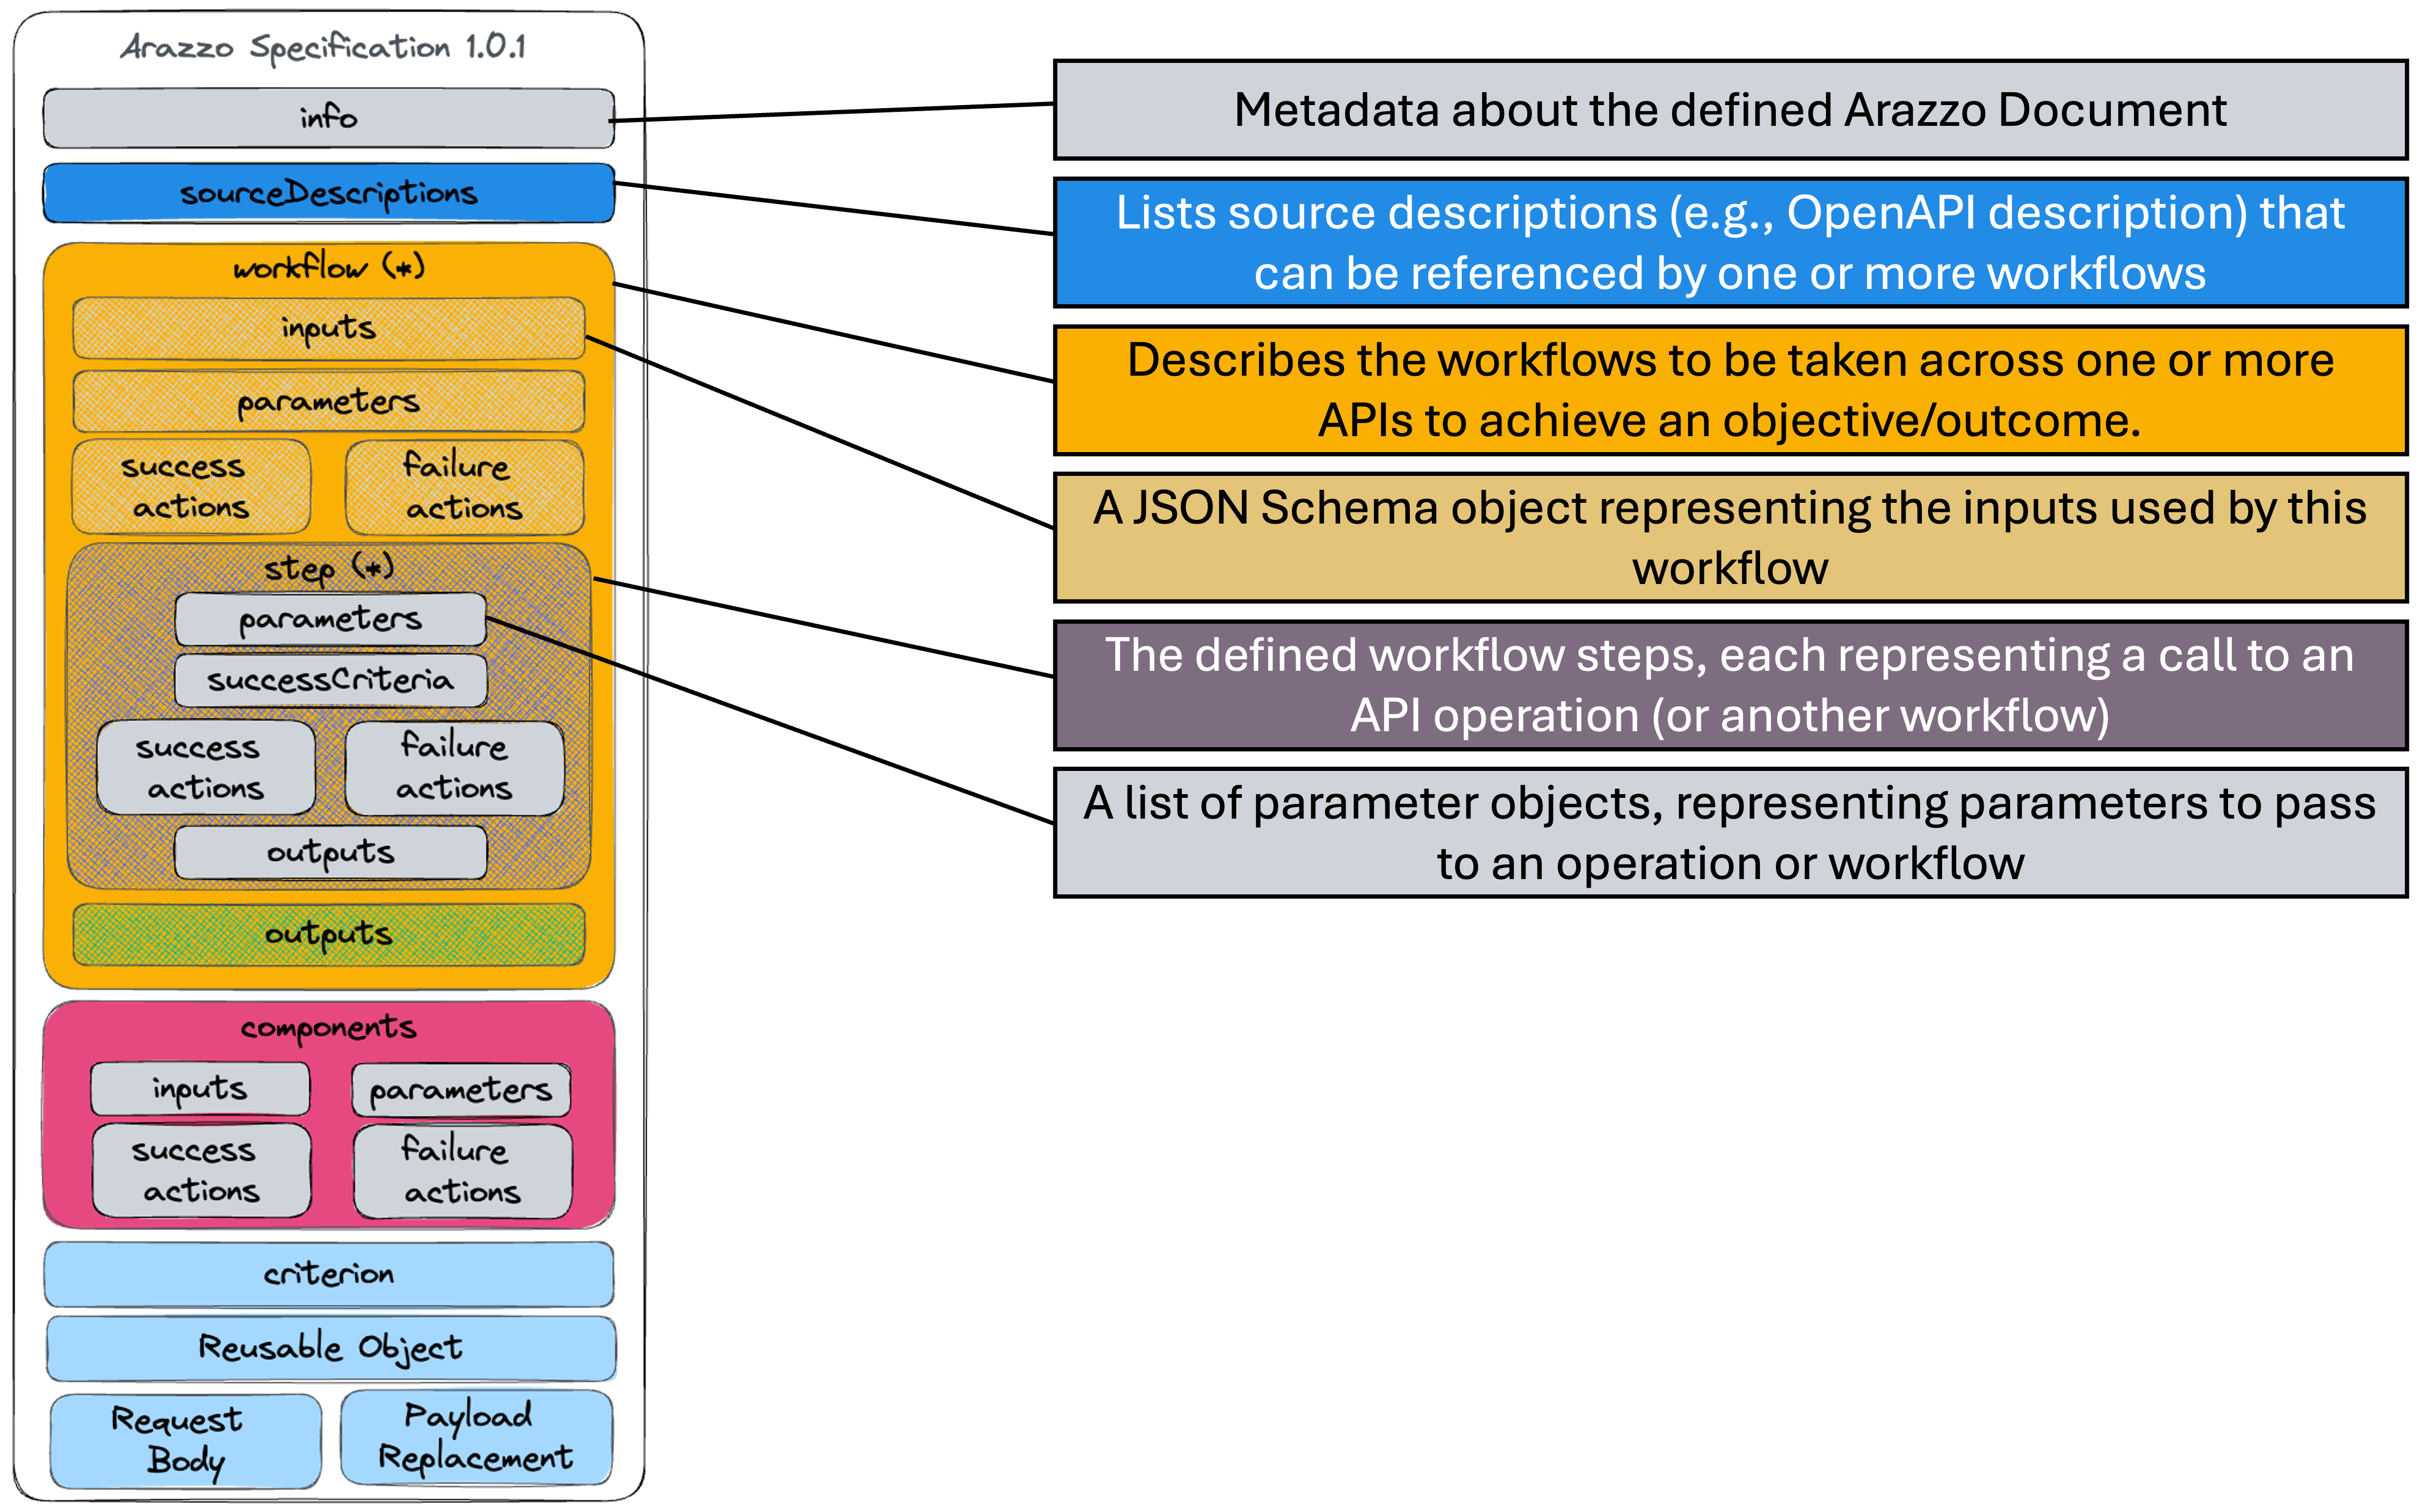 Arazzo Specification 1.0.1
info
sourceDescriptions
workflow (*)
inputs
parameters
success
actions
failure
actions
step (*)
parameters
successCriteria
success
actions
failure
actions
outputs
outputs
components
inputs
parameters
success
actions
failure
actions
criterion
Reusable Object
Request
Body
Payload
Replacement
Metadata about the defined Arazzo Document
Lists source descriptions (e.g., OpenAPI description) that
can be referenced by one or more workflows
Describes the workflows to be taken across one or more
APIs to achieve an objective/outcome.
A JSON Schema object representing the inputs used by this
workflow
The defined workflow steps, each representing a call to an
API operation (or another workflow)
A list of parameter objects, representing parameters to pass
to an operation or workflow